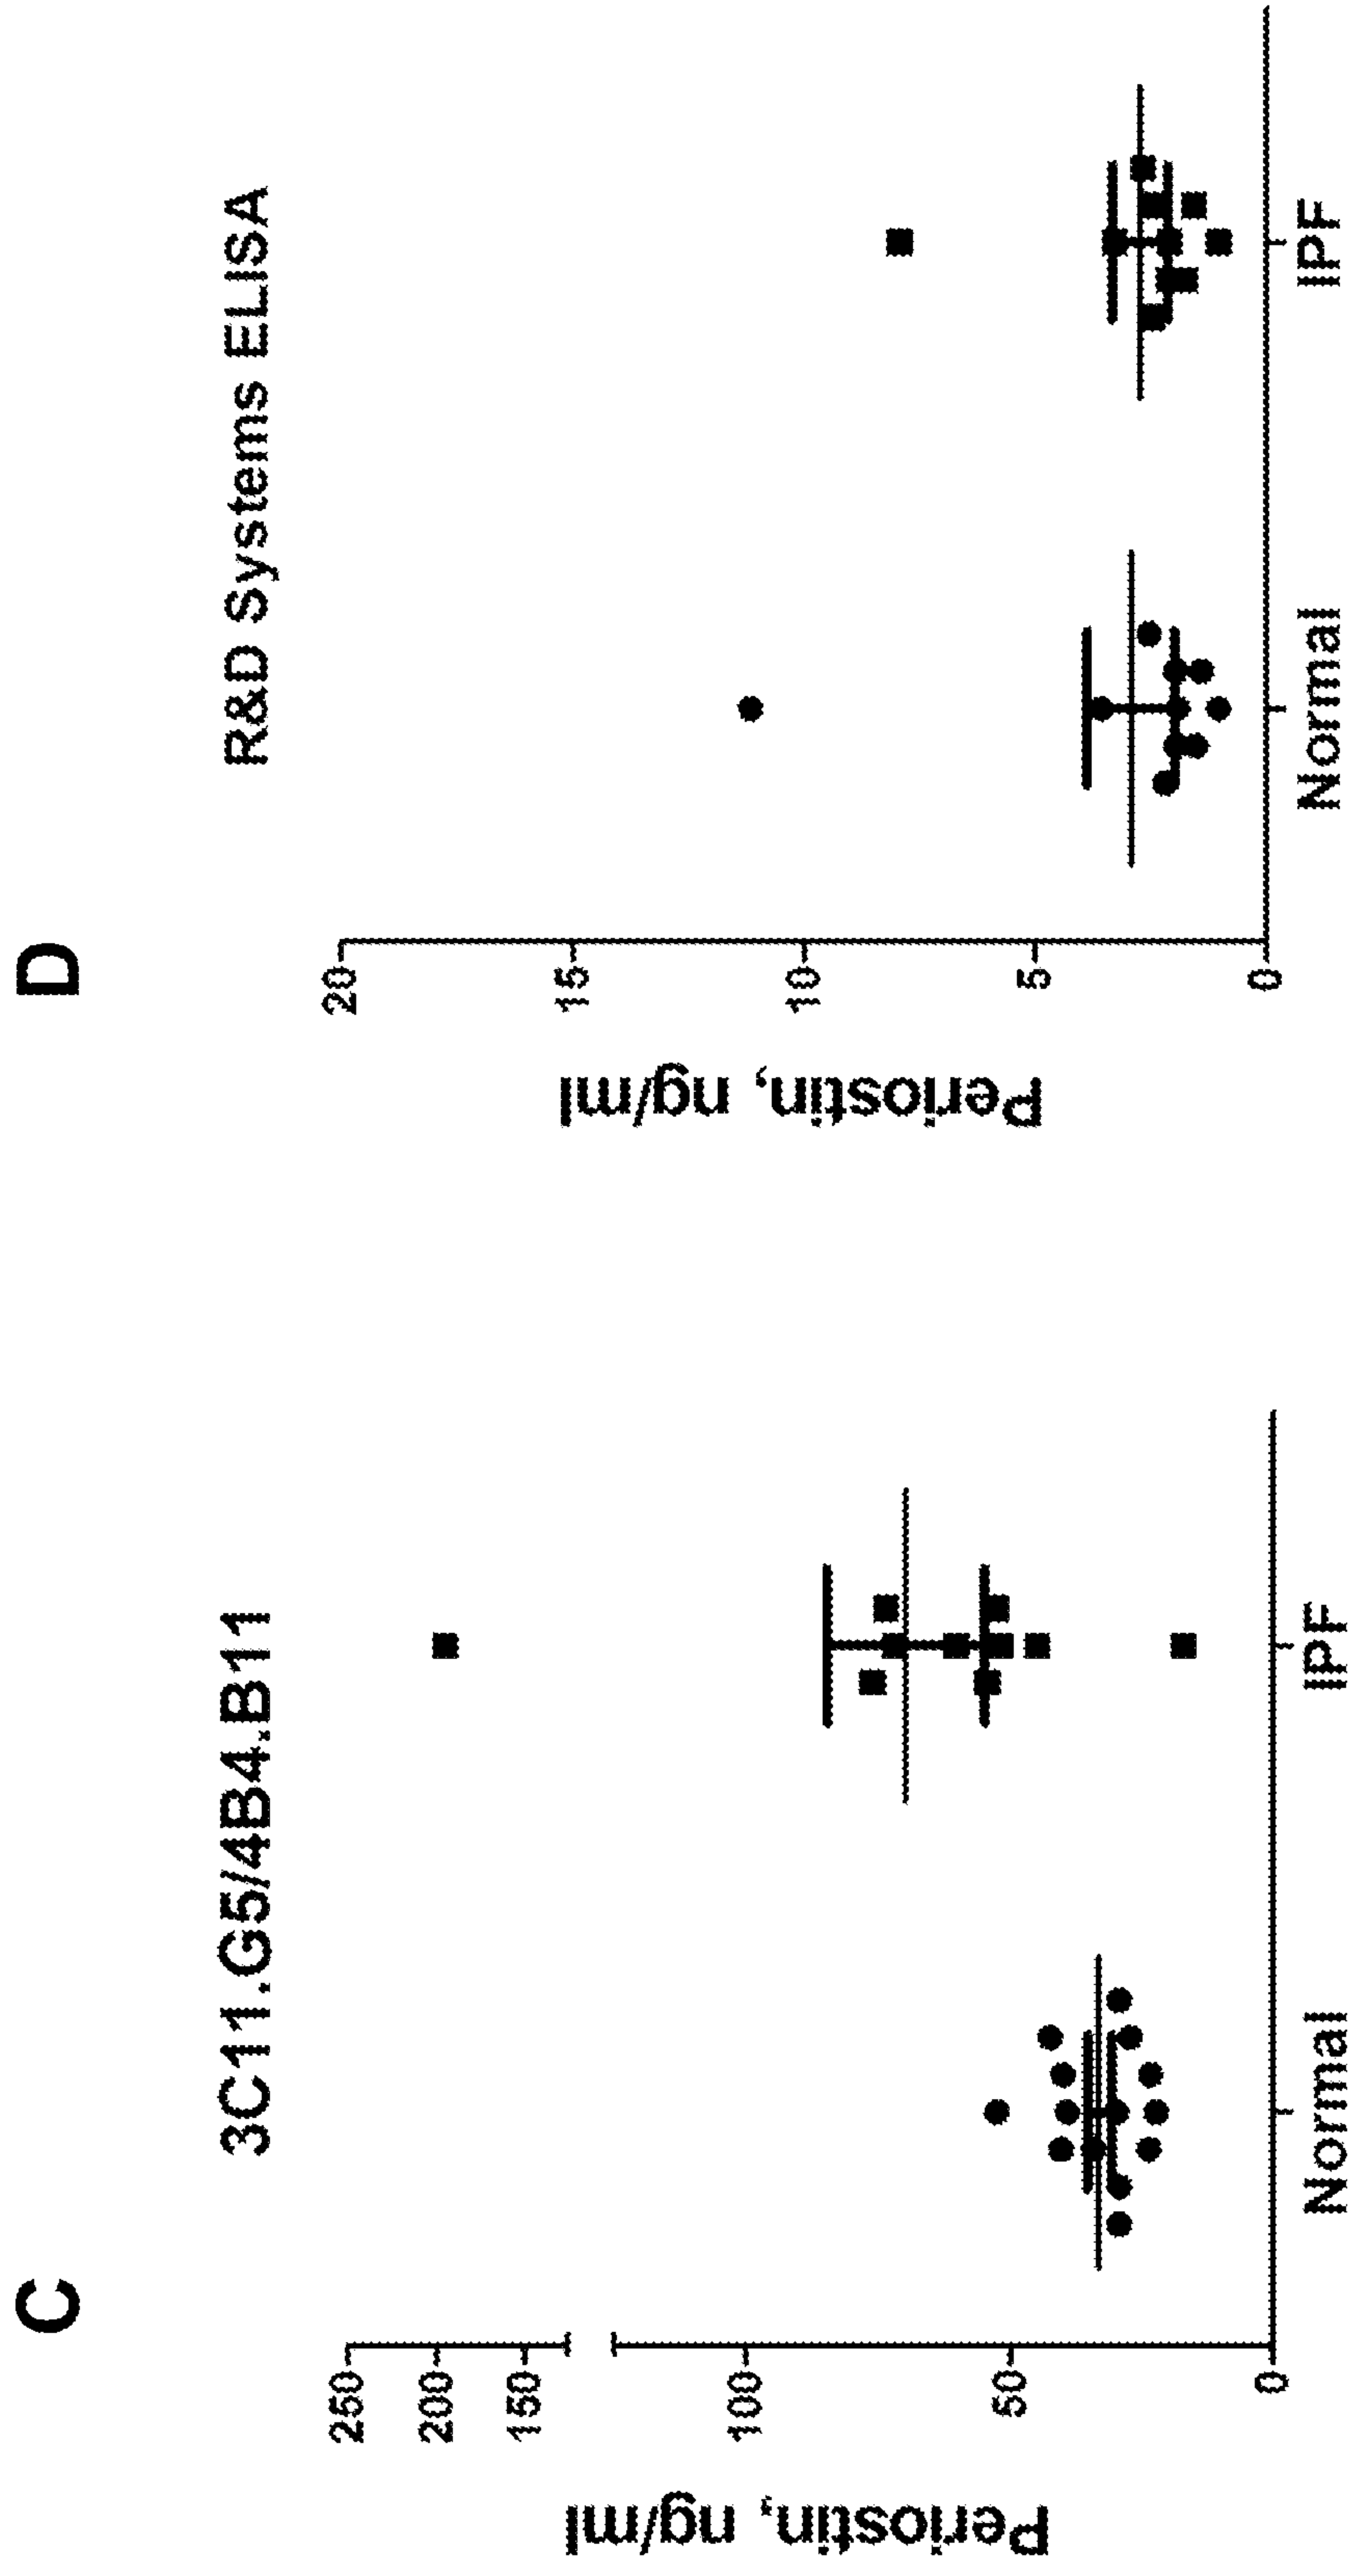 C
3C11.G5/4B4.B11
Periostin, ng/ml
250
200
150
100
50
0
Normal
IPF
D
R&D Systems ELISA
Periostin, ng/ml
20
15
10
5
0
Normal
IPF